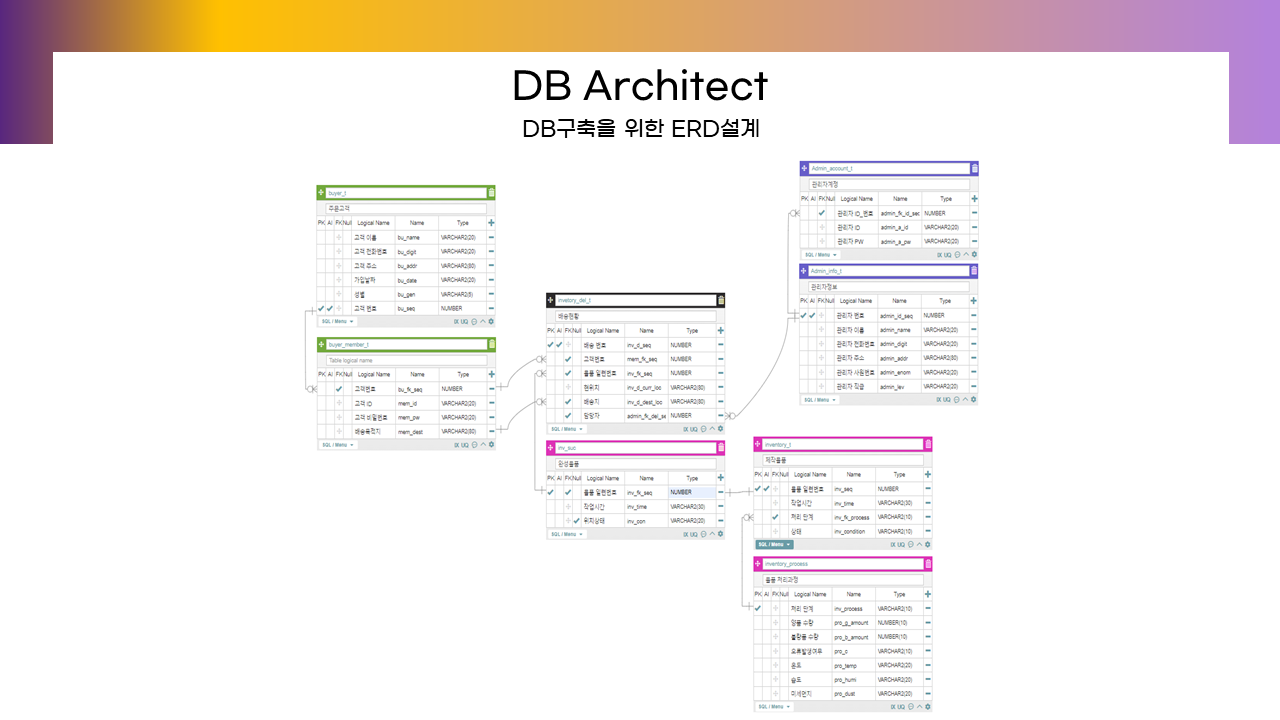 DB Architect
DB구축을 위한 ERD설계
buyer_t
주문고객
PK AI FK Null Logical Name Name Type
고객 이름 bu_name VARCHAR2(20)
고객 전화번호 bu_digit VARCHAR2(20)
고객 주소 bu_addr VARCHAR2(80)
가입날짜 bu_date VARCHAR2(20)
성별 bu_gen VARCHAR2(5)
고객 번호 bu_seq NUMBER
SQL / Menu IX UQ
buyer_member_t
Table logical name
PK AI FK Null Logical Name Name Type
고객번호 bu_fk_seq NUMBER
고객 ID mem_id VARCHAR2(20)
고객 비밀번호 mem_pw VARCHAR2(20)
배송목적지 mem_dest VARCHAR2(80)
SQL / Menu IX UQ
invetory_del_t
배송현황
PK AI FK Null Logical Name Name Type
배송 번호 inv_d_seq NUMBER
고객번호 mem_fk_seq NUMBER
물품 일련번호 inv_fk_seq NUMBER
현위치 inv_d_curr_loc VARCHAR2(80)
배송지 inv_d_dest_loc VARCHAR2(80)
담당자 admin_fk_del_se NUMBER
SQL / Menu IX UQ
inv_suc
완성물품
PK AI FK Null Logical Name Name Type
물품 일련번호 inv_fk_seq NUMBER
작업시간 inv_time VARCHAR2(30)
위치상태 inv_con VARCHAR2(20)
SQL / Menu IX UQ
Admin_account_t
관리자계정
PK AI FK Null Logical Name Name Type
관리자 ID_번호 admin_fk_id_sec NUMBER
관리자 ID admin_a_id VARCHAR2(20)
관리자 PW admin_a_pw VARCHAR2(20)
SQL / Menu IX UQ
Admin_info_t
관리자정보
PK AI FK Null Logical Name Name Type
관리자 번호 admin_id_seq NUMBER
관리자 이름 admin_name VARCHAR2(20)
관리자 전화번호 admin_digit VARCHAR2(20)
관리자 주소 admin_addr VARCHAR2(80)
관리자 사원번호 admin_enom VARCHAR2(20)
관리자 직급 admin_lev VARCHAR2(20)
SQL / Menu IX UQ
inventory_t
제작물품
PK AI FK Null Logical Name Name Type
물품 일련번호 inv_seq NUMBER
작업시간 inv_time VARCHAR2(30)
처리 단계 inv_fk_process VARCHAR2(10)
상태 inv_condition VARCHAR2(10)
SQL / Menu IX UQ
inventory_process
물품 처리과정
PK AI FK Null Logical Name Name Type
처리 단계 inv_process VARCHAR2(10)
양품 수량 pro_g_amount NUMBER(10)
불량품 수량 pro_b_amount NUMBER(10)
오류발생여부 pro_c VARCHAR2(10)
온도 pro_temp VARCHAR2(20)
습도 pro_humi VARCHAR2(20)
미세먼지 pro_dust VARCHAR2(20)
SQL / Menu IX UQ